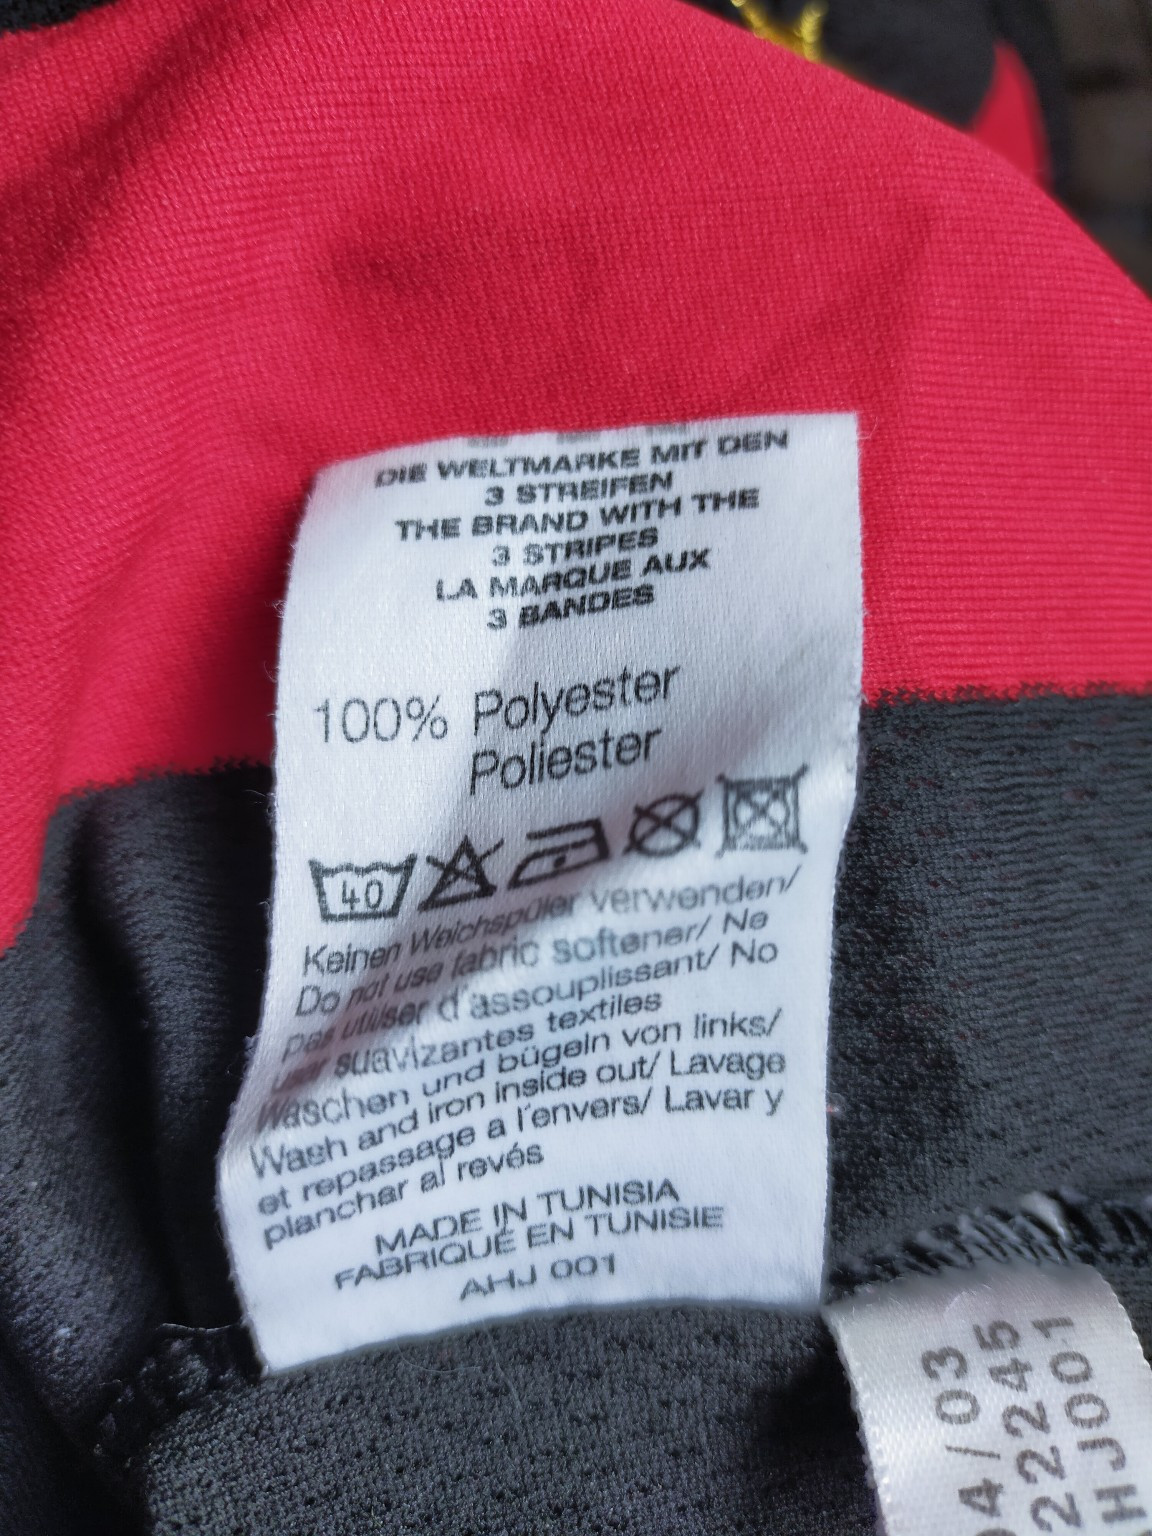 DIE WELTMARKE MIT DEN
3 STREIFEN
THE BRAND WITH THE
3 STRIPES
LA MARQUE AUX
3 BANDES
100% Polyester
Poliester
40
Keinen Weichspüler verwenden/
Do not use fabric softener/ Ne
pas utiliser d'assouplissant/ No
usar suavizantes textiles
Waschen und bügeln von links/
Wash and iron inside out/ Lavage
et repassage a l'envers/ Lavar y
planchar al revés
MADE IN TUNISIA
FABRIQUÉ EN TUNISIE
AHJ 001
4/03
22245
HJ001